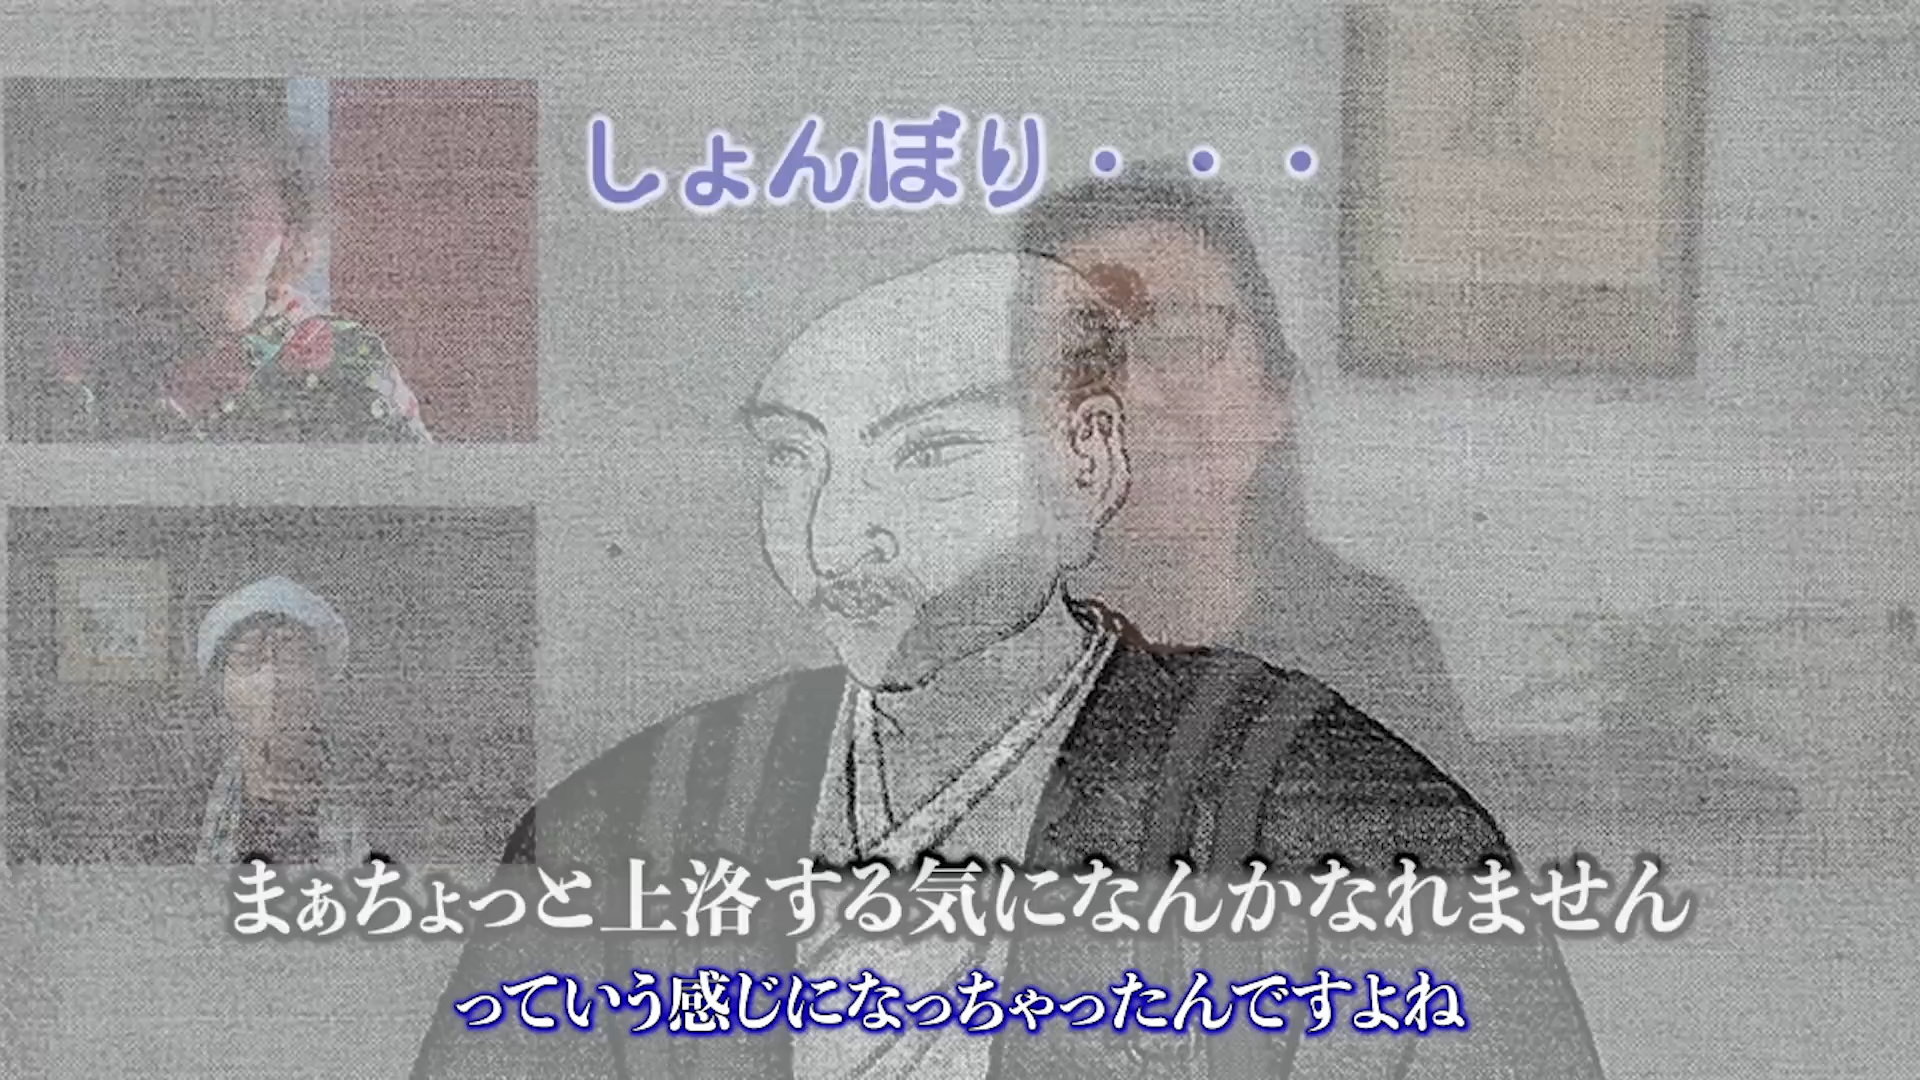 しょんぼり・・・
まぁちょっと上洛する気になんかなれません
っていう感じになっちゃったんですよね